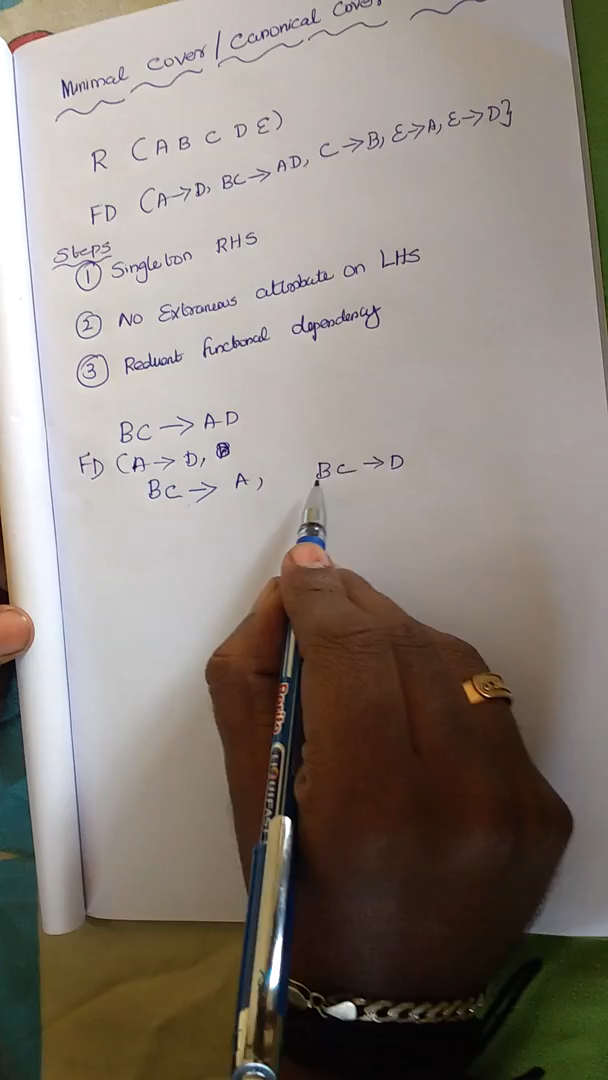 Minimal Cover / Canonical Cover
R (A B C D E)
FD (A→D, BC→AD, C→B, E→A, E→D}
Steps
① Singleton RHS
② No Extraneous attribute on LHS
③ Reduant functional dependency
BC → AD
FD (A→ D,
BC → A, BC → D